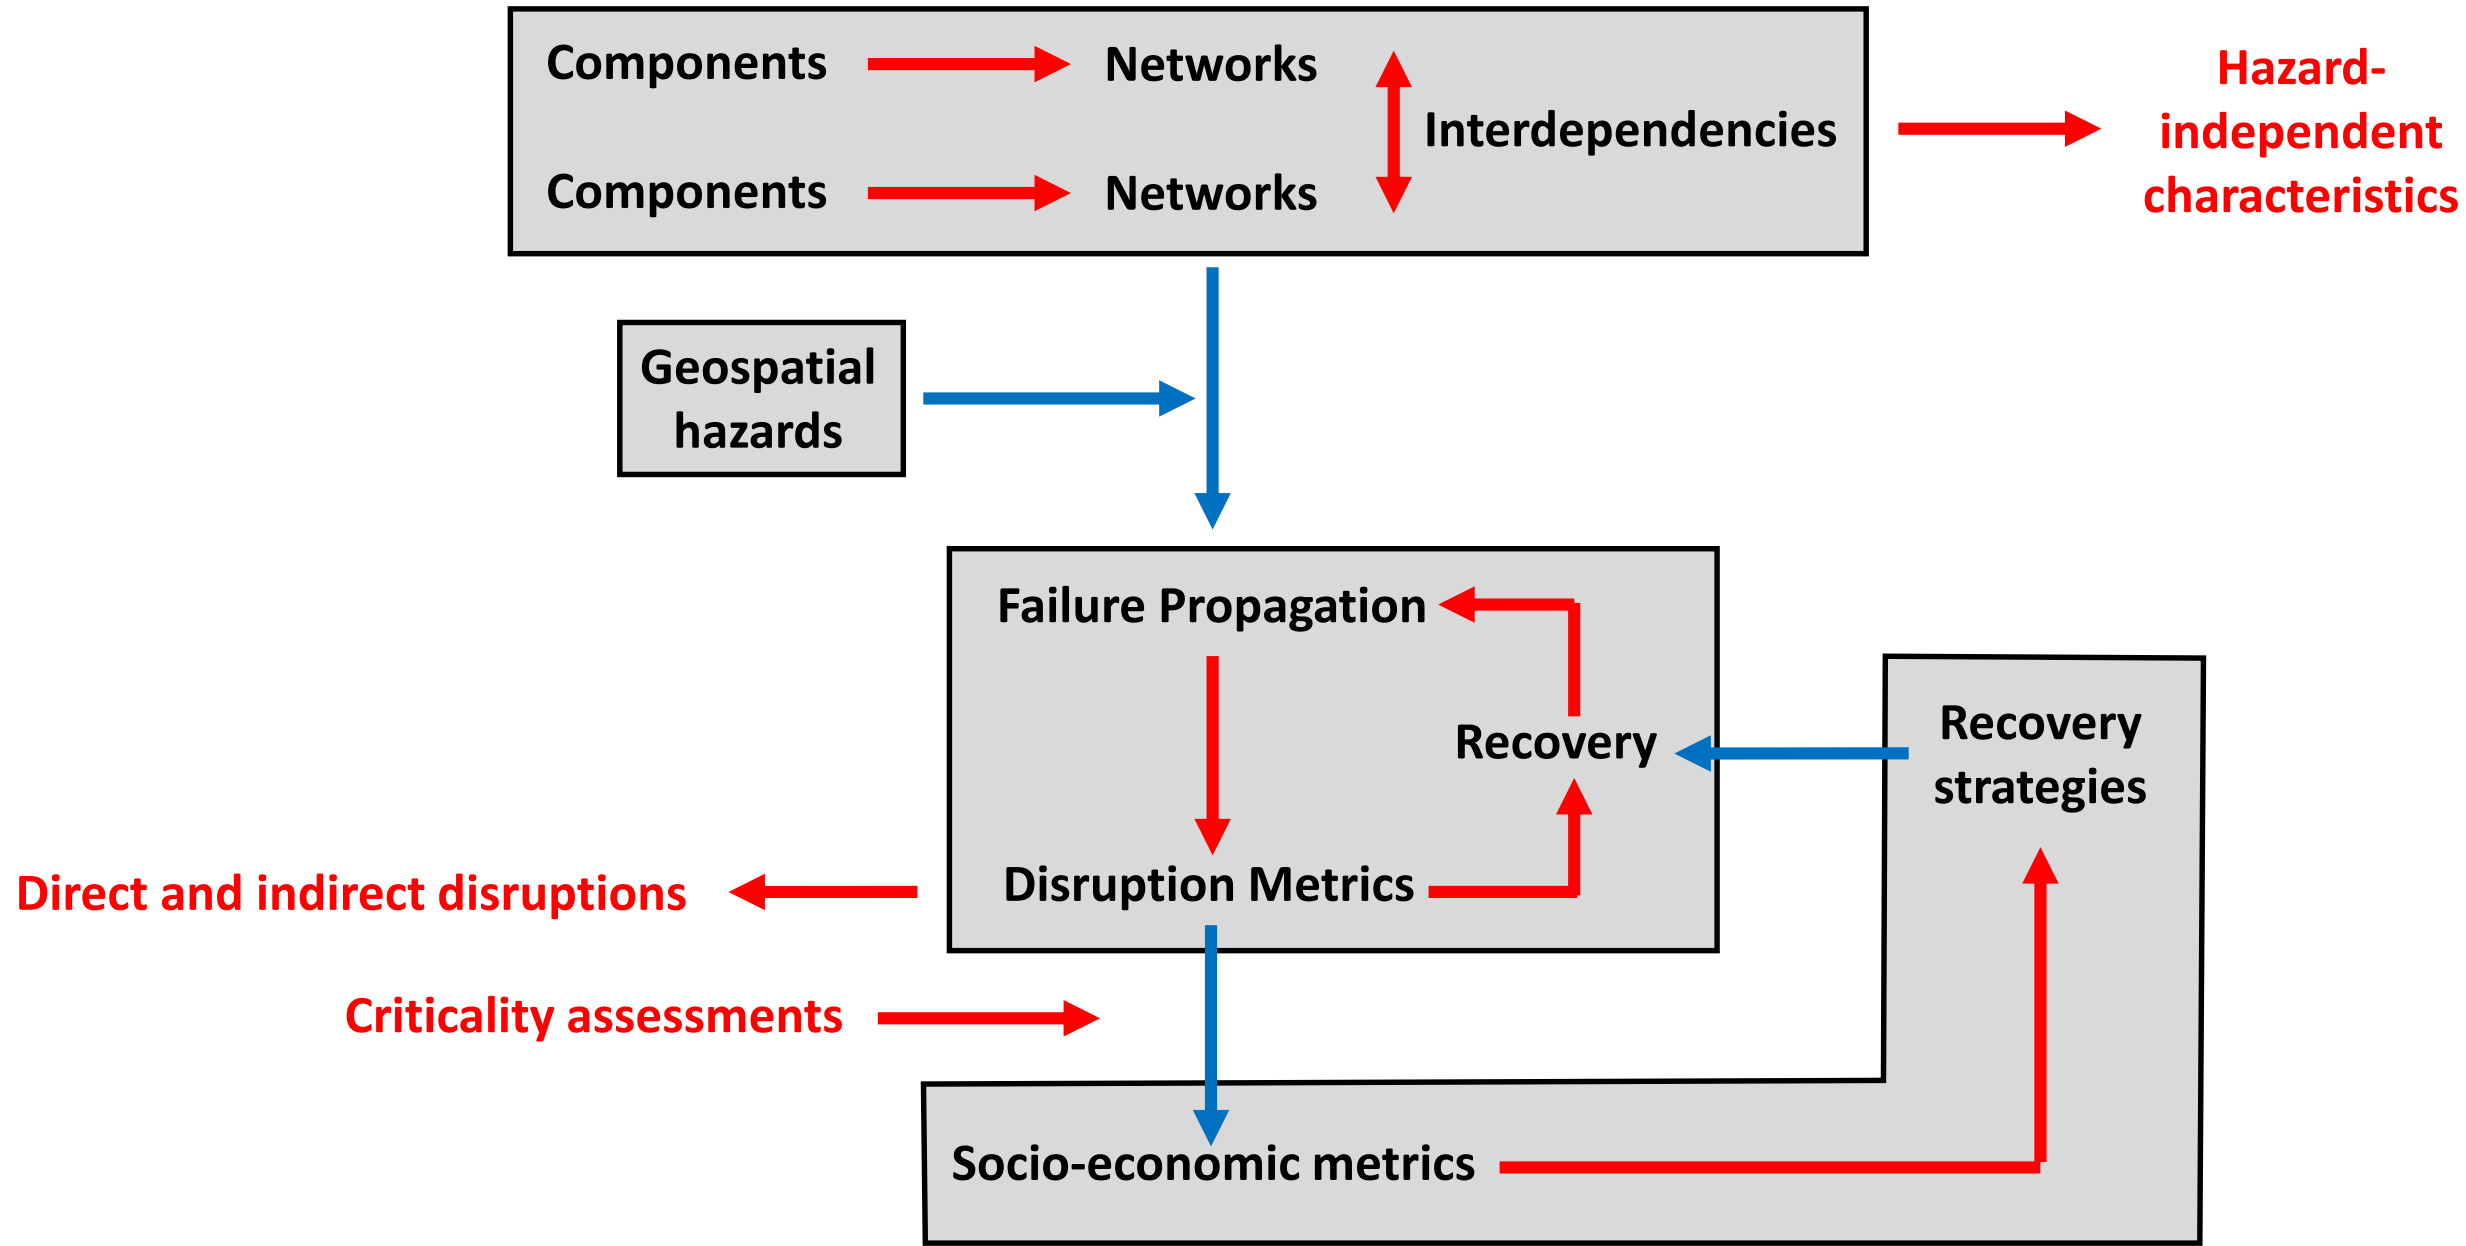 Components
Networks
Interdependencies
Components
Networks
Hazard-
independent
characteristics
Geospatial
hazards
Failure Propagation
Recovery
Recovery
strategies
Disruption Metrics
Direct and indirect disruptions
Criticality assessments
Socio-economic metrics